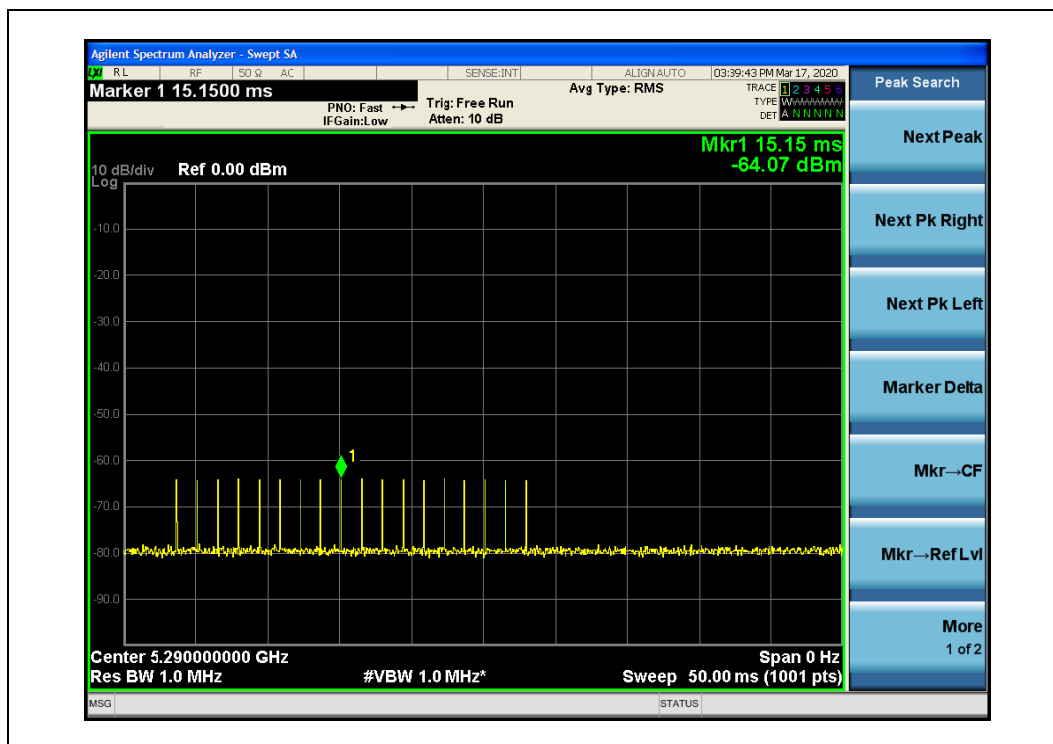 Agilent Spectrum Analyzer - Swept SA
LXI RL RF 50 Ω AC SENSE:INT ALIGN AUTO 03:39:43 PM Mar 17, 2020
Marker 1 15.1500 ms
PNO: Fast
IFGain:Low
Trig: Free Run
Atten: 10 dB
Avg Type: RMS
TRACE 1 2 3 4 5 6
TYPE WWWWWW
DET A N N N N N
Peak Search
Mkr1 15.15 ms
-64.07 dBm
10 dB/div Ref 0.00 dBm
Log
-10.0
-20.0
-30.0
-40.0
-50.0
-60.0
-70.0
-80.0
-90.0
1
Center 5.290000000 GHz Span 0 Hz
Res BW 1.0 MHz #VBW 1.0 MHz* Sweep 50.00 ms (1001 pts)
MSG STATUS
Next Peak
Next Pk Right
Next Pk Left
Marker Delta
Mkr→CF
Mkr→Ref Lvl
More
1 of 2